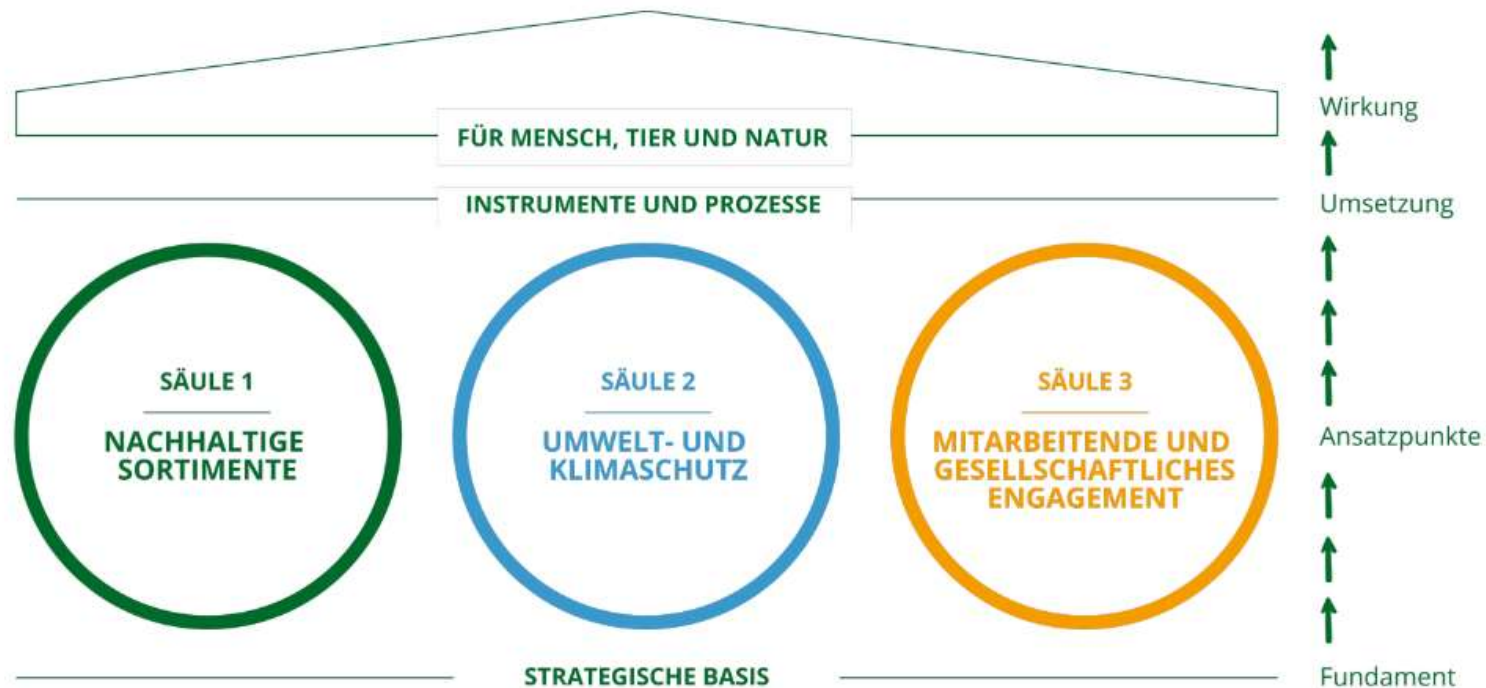 Wirkung
FÜR MENSCH, TIER UND NATUR
INSTRUMENTE UND PROZESSE
Umsetzung
SÄULE 1
NACHHALTIGE
SORTIMENTE
SÄULE 2
UMWELT- UND
KLIMASCHUTZ
SÄULE 3
MITARBEITENDE UND
GESELLSCHAFTLICHES
ENGAGEMENT
Ansatzpunkte
STRATEGISCHE BASIS
Fundament